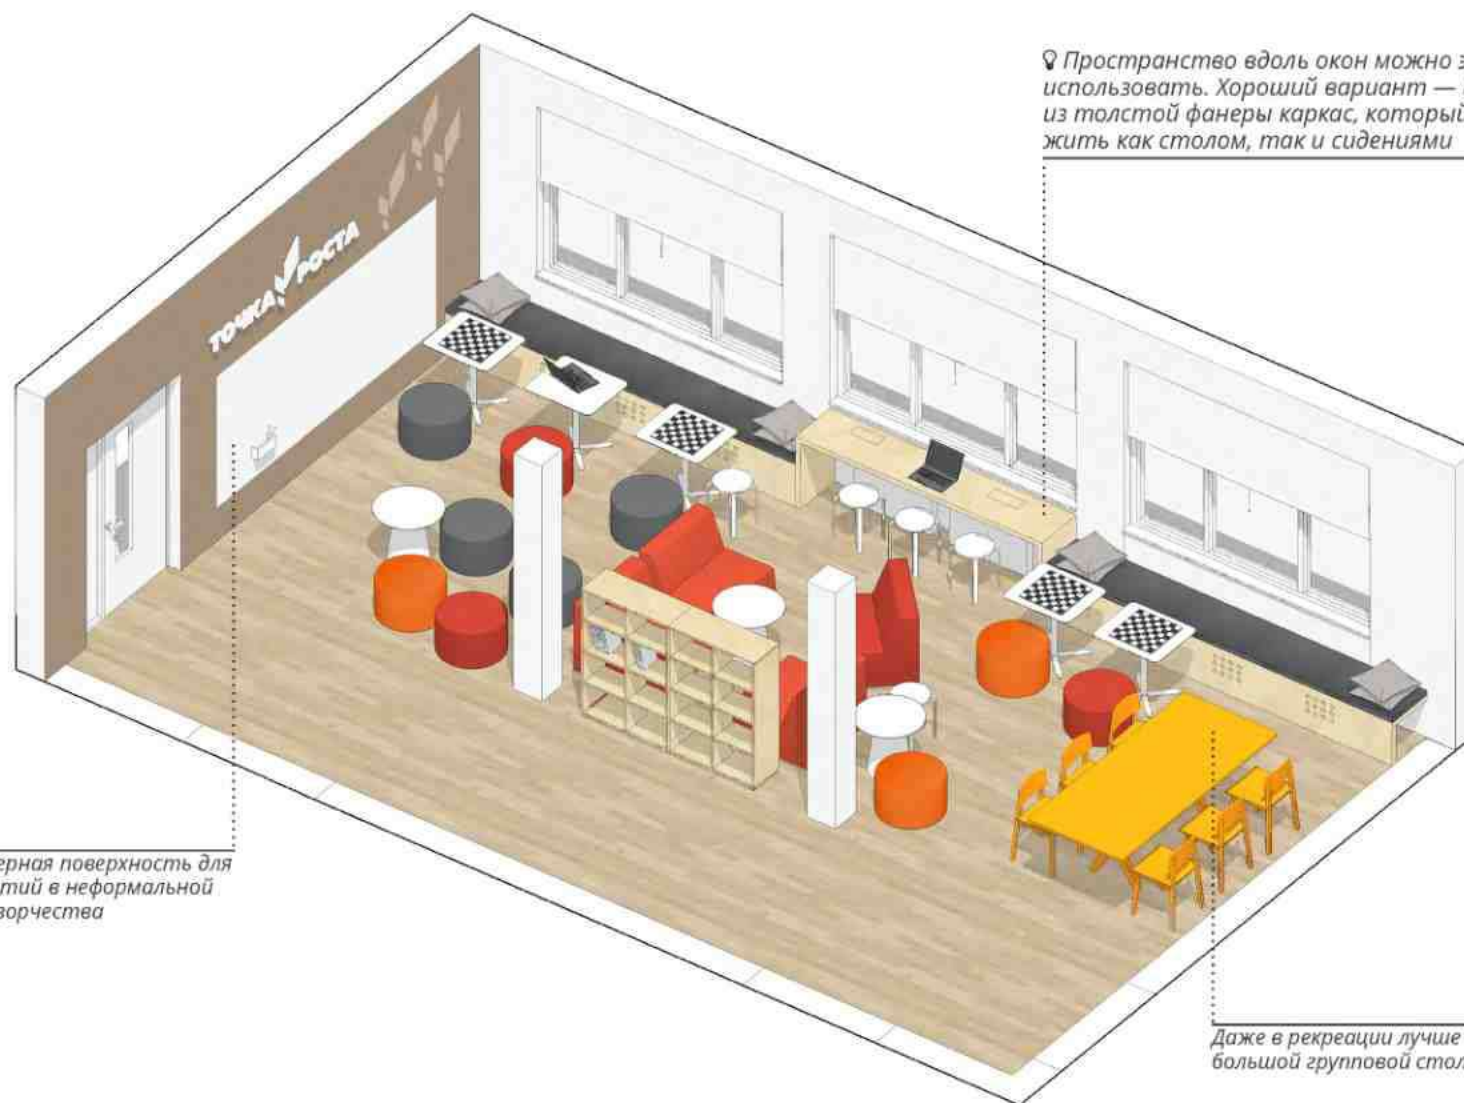 Пространство вдоль окон можно э
использовать. Хороший вариант —
из толстой фанеры каркас, который
жить как столом, так и сидениями
ТОЧКА РОСТА
ерная поверхность для
тий в неформальной
ворчества
Даже в рекреации лучше
большой групповой стол